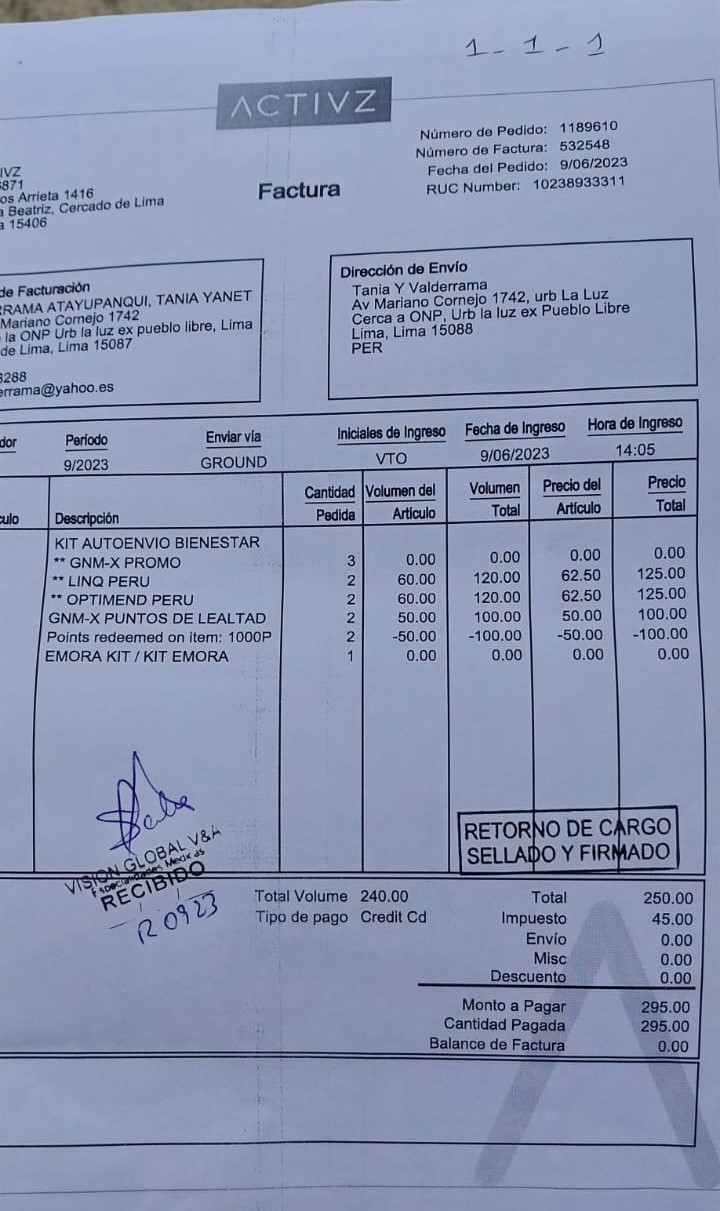 1-1-1
ACTIVZ
Número de Pedido: 1189610
Número de Factura: 532548
Fecha del Pedido: 9/06/2023
RUC Number: 10238933311
Factura
IVZ
871
os Arrieta 1416
a Beatriz, Cercado de Lima
a 15406
de Facturación
RRAMA ATAYUPANQUI, TANIA YANET
Mariano Cornejo 1742
a la ONP Urb la luz ex pueblo libre, Lima
de Lima, Lima 15087
8288
errama@yahoo.es
Dirección de Envío
Tania Y Valderrama
Av Mariano Cornejo 1742, urb La Luz
Cerca a ONP, Urb la luz ex Pueblo Libre
Lima, Lima 15088
PER
dor Período Enviar vía Iniciales de Ingreso Fecha de Ingreso Hora de Ingreso
9/2023 GROUND VTO 9/06/2023 14:05
culo Descripción Cantidad Pedida Volumen del Artículo Volumen Total Precio del Artículo Precio Total
KIT AUTOENVIO BIENESTAR
** GNM-X PROMO 3 0.00 0.00 0.00 0.00
** LINQ PERU 2 60.00 120.00 62.50 125.00
** OPTIMEND PERU 2 60.00 120.00 62.50 125.00
GNM-X PUNTOS DE LEALTAD 2 50.00 100.00 50.00 100.00
Points redeemed on item: 1000P 2 -50.00 -100.00 -50.00 -100.00
EMORA KIT / KIT EMORA 1 0.00 0.00 0.00 0.00
RETORNO DE CARGO
SELLADO Y FIRMADO
VISION GLOBAL V&A
Especialidades Medicas
RECIBIDO
R 0923
Total Volume 240.00
Tipo de pago Credit Cd
Total 250.00
Impuesto 45.00
Envío 0.00
Misc 0.00
Descuento 0.00
Monto a Pagar 295.00
Cantidad Pagada 295.00
Balance de Factura 0.00